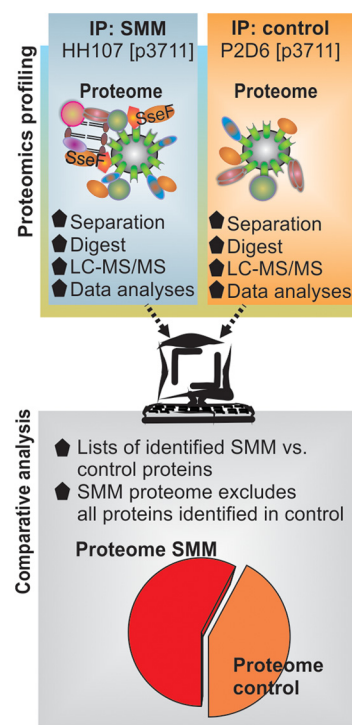 IP: SMM
HH107 [p3711]
Proteome
SseF
SseF
Separation
Digest
LC-MS/MS
Data analyses
IP: control
P2D6 [p3711]
Proteome
Separation
Digest
LC-MS/MS
Data analyses
Proteomics profiling
Comparative analysis
Lists of identified SMM vs.
control proteins
SMM proteome excludes
all proteins identified in control
Proteome SMM
Proteome
control